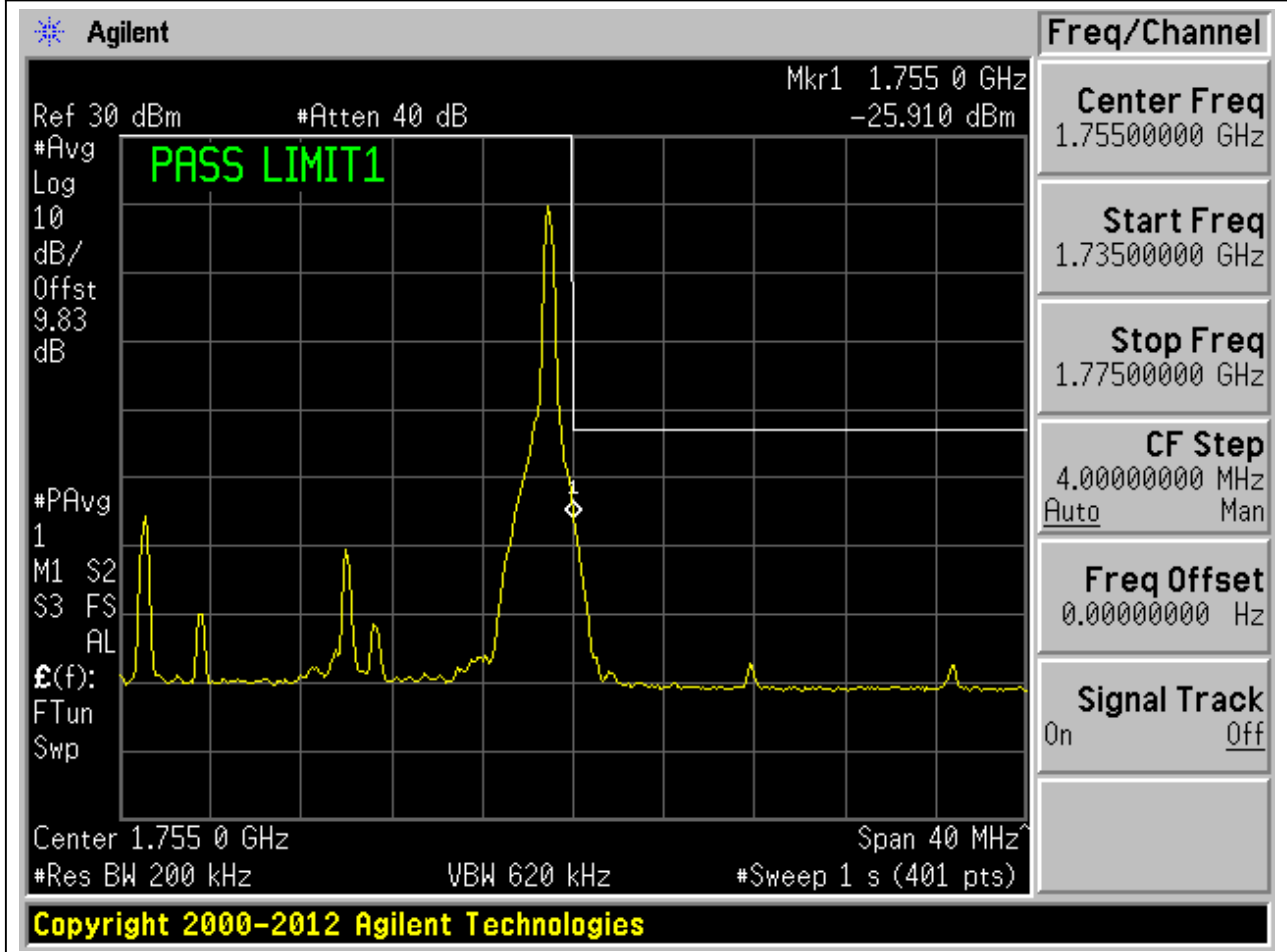 Agilent
Freq/Channel
Mkr1 1.755 0 GHz
Ref 30 dBm #Atten 40 dB -25.910 dBm
#Avg
Log
10
dB/
Offst
9.83
dB
PASS LIMIT1
1
#PAvg
1
M1 S2
S3 FS
AL
£(f):
FTun
Swp
Center 1.755 0 GHz Span 40 MHz^
#Res BW 200 kHz VBW 620 kHz #Sweep 1 s (401 pts)
Copyright 2000-2012 Agilent Technologies
Center Freq
1.75500000 GHz
Start Freq
1.73500000 GHz
Stop Freq
1.77500000 GHz
CF Step
4.00000000 MHz
Auto Man
Freq Offset
0.00000000 Hz
Signal Track
On Off